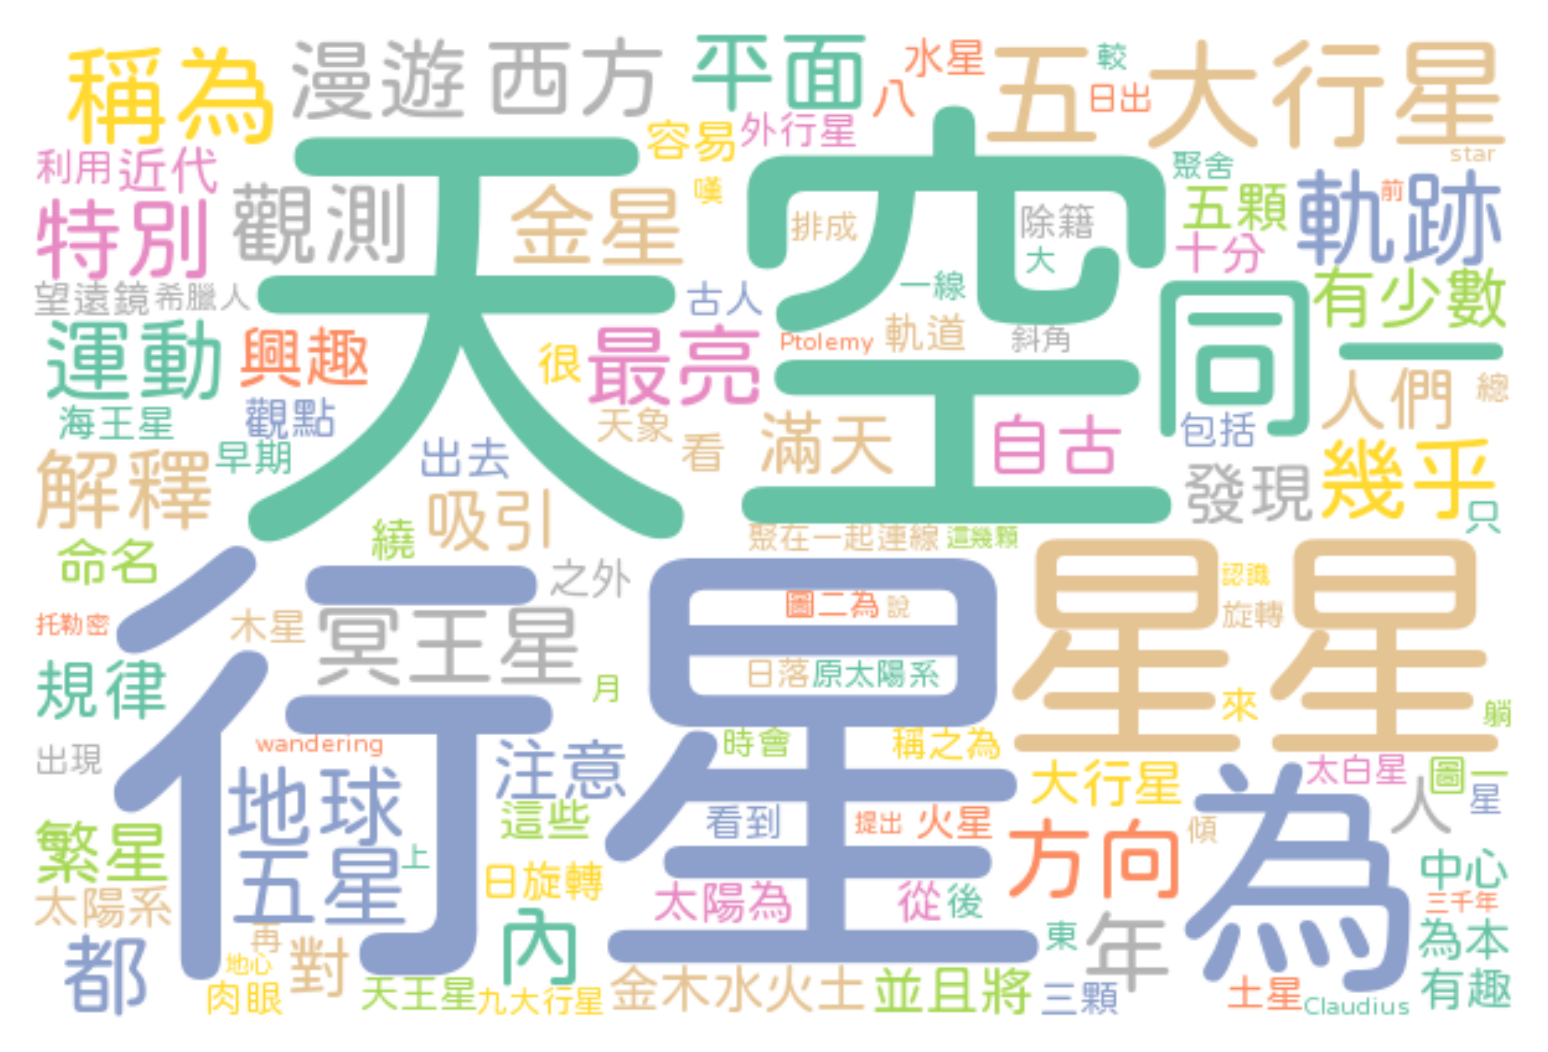 稱為 漫遊 西方 平面 八 水星 五 較 大行星
日出
容易 外行星
利用 近代 聚舍 star
特別 觀測 天空 金星 嘆 排成 除籍 五顆 軌跡 前
大 十分
望遠鏡 希臘人 古人 一線 有少數
運動 興趣 很 最亮 Ptolemy 軌道 斜角 同一
人們 總
海王星 觀點 天象 包括
早期 出去 看 滿天 自古
解釋 吸引 發現 幾乎 只
命名 繞 聚在一起連線 這幾顆
行星 之外 星星 認識
托勒密 木星 冥王星 圖二為 說 旋轉
規律 月 日落 原太陽系 來 躺
出現 wandering 注意 時會 稱之為 太白星 圖一
地球 大行星 為 人 星
繁星 這些 看到 提出 火星 方向 傾
五星 上 日旋轉 中心
太陽系 太陽為 從 後 三千年
再 內 東 年 為本
都 地心 對
肉眼 天王星 九大行星 金木水火土 並且將 三顆 土星 Claudius 有趣